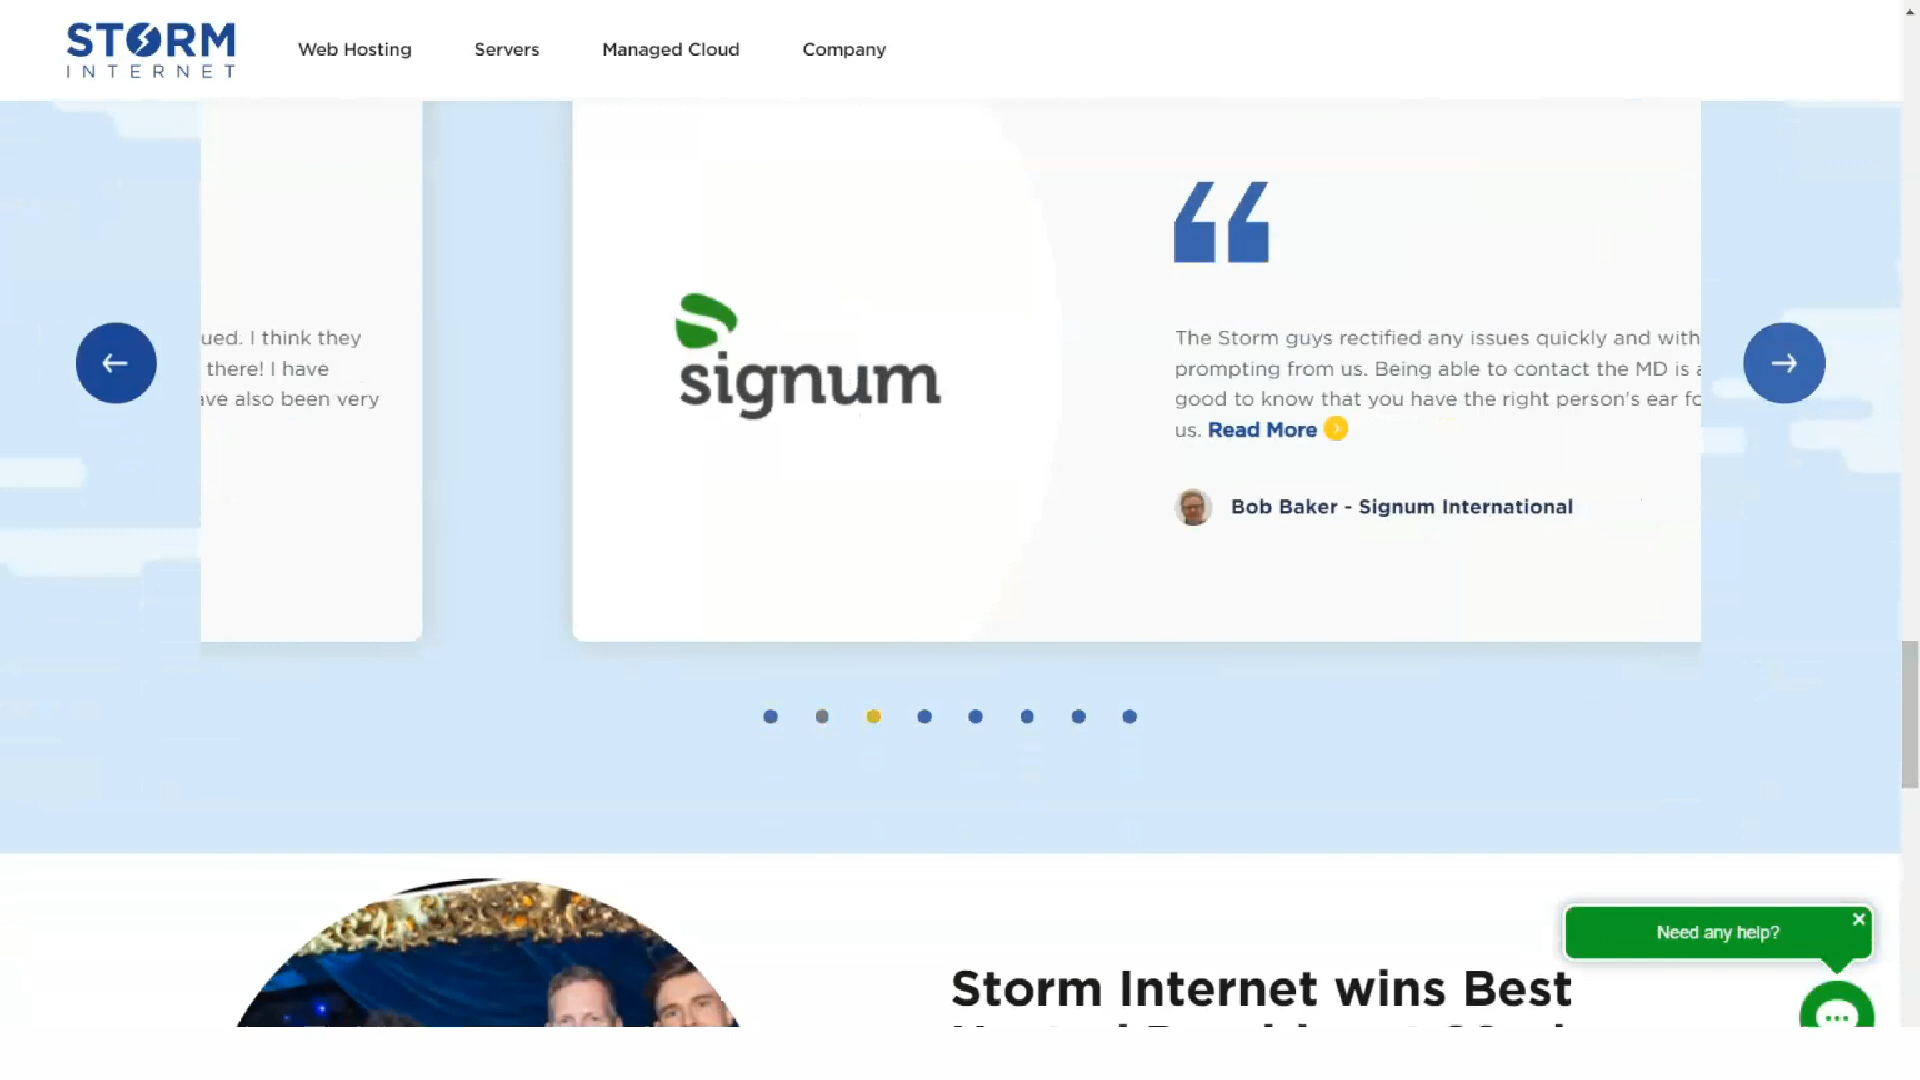 STORM
INTERNET
Web Hosting
Servers
Managed Cloud
Company
ued. I think they
there! I have
ave also been very
signum
The Storm guys rectified any issues quickly and with
prompting from us. Being able to contact the MD is a
good to know that you have the right person's ear fo
us. Read More
Bob Baker - Signum International
Need any help?
Storm Internet wins Best